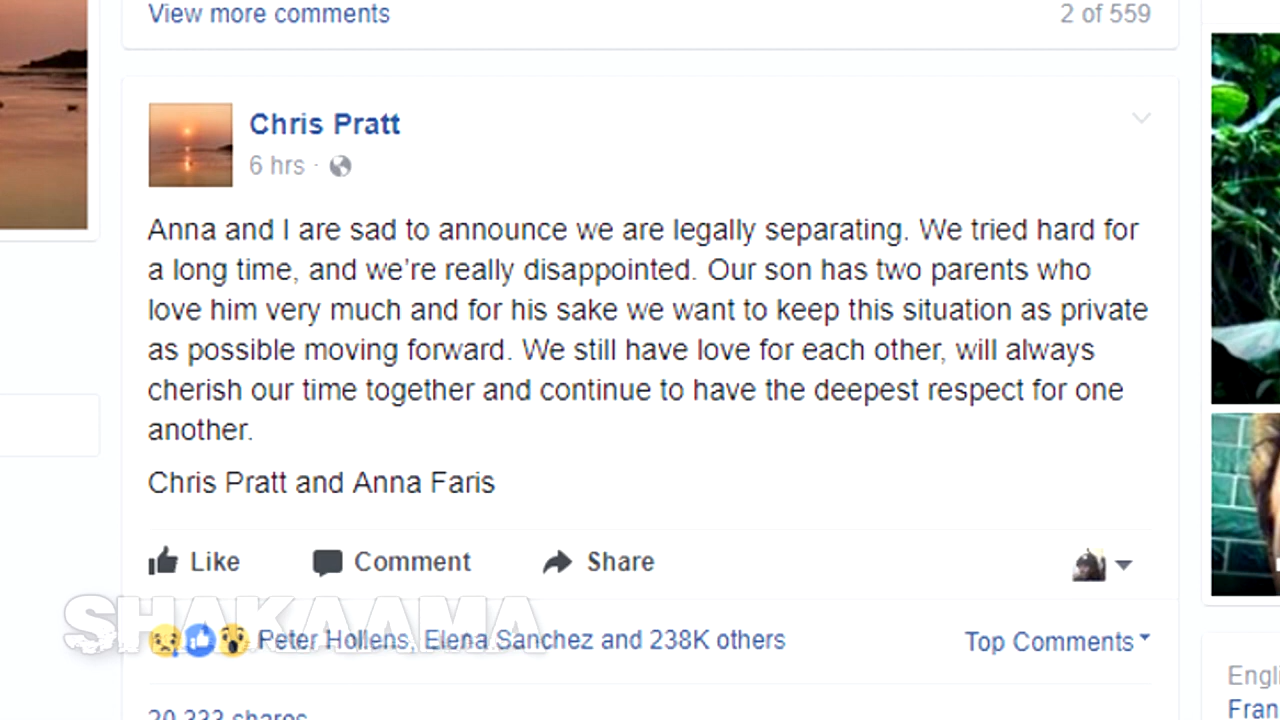 View more comments
2 of 559
Chris Pratt
6 hrs ·
Anna and I are sad to announce we are legally separating. We tried hard for
a long time, and we're really disappointed. Our son has two parents who
love him very much and for his sake we want to keep this situation as private
as possible moving forward. We still have love for each other, will always
cherish our time together and continue to have the deepest respect for one
another.
Chris Pratt and Anna Faris
Like Comment Share
SHAKAAMA
Peter Hollens, Elena Sanchez and 238K others
Top Comments
20,333 shares
Engli
Fran